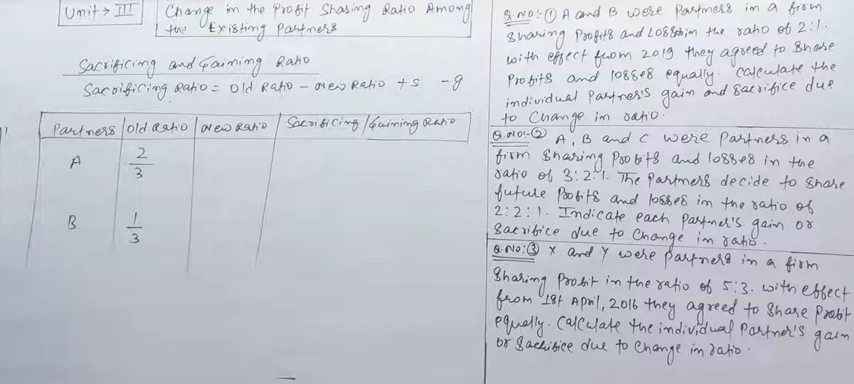 Unit → III
Change in the Profit Sharing Ratio Among
the Existing Partners
Sacrificing and Gaining Ratio
Sacrificing Ratio = Old Ratio - New Ratio +s -g
Partners Old Ratio New Ratio Sacrificing/Gaining Ratio
A 2/3
B 1/3
Q.NO:-① A and B were Partners in a firm
Sharing Profits and Losses in the ratio of 2:1.
with effect from 2019 they agreed to Share
Profits and losses equally. Calculate the
individual Partner's gain and Sacrifice due
to Change in ratio.
Q.NO:-② A, B and C were Partners in a
firm Sharing Profits and losses in the
ratio of 3:2:1. The Partners decide to Share
future Profits and losses in the ratio of
2:2:1. Indicate each Partner's gain or
Sacrifice due to Change in ratio.
Q.NO:③ X and Y were Partners in a firm
Sharing Profit in the ratio of 5:3. with effect
from 1st April, 2016 they agreed to Share Profit
equally. Calculate the individual Partner's gain
or Sacrifice due to Change in ratio.